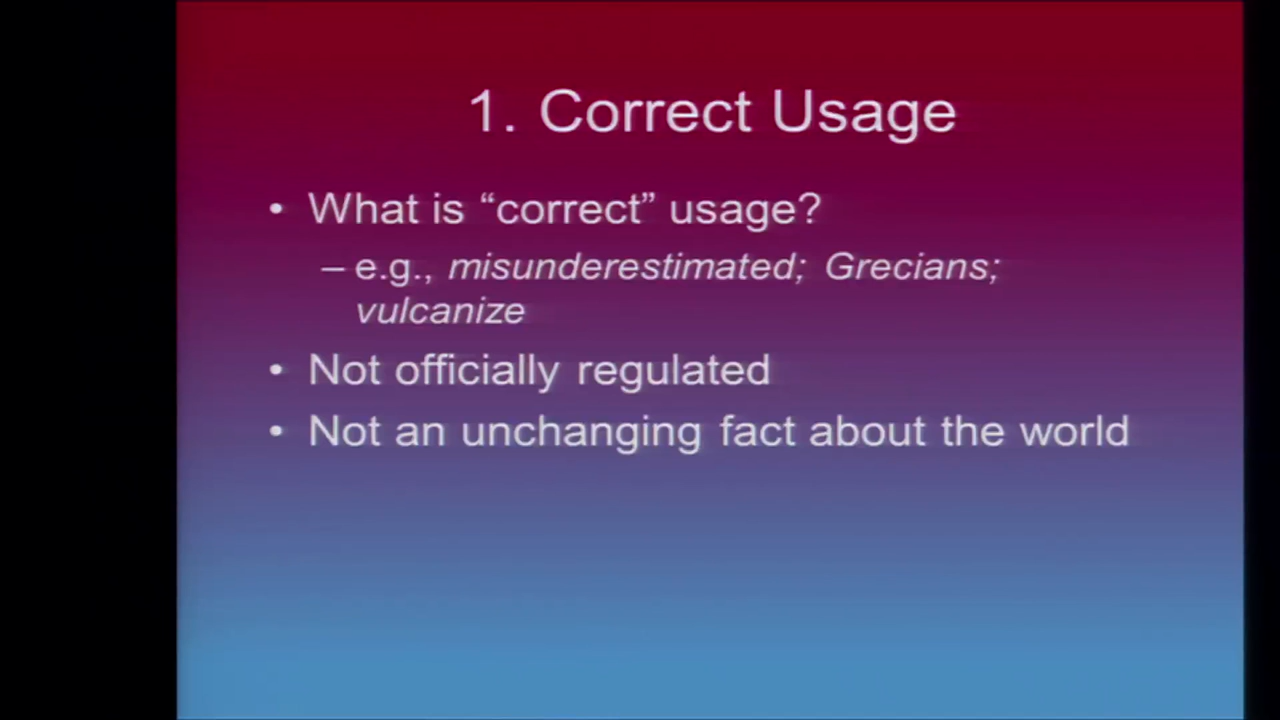 1. Correct Usage
• What is “correct” usage?
– e.g., misunderestimated; Grecians;
vulcanize
• Not officially regulated
• Not an unchanging fact about the world